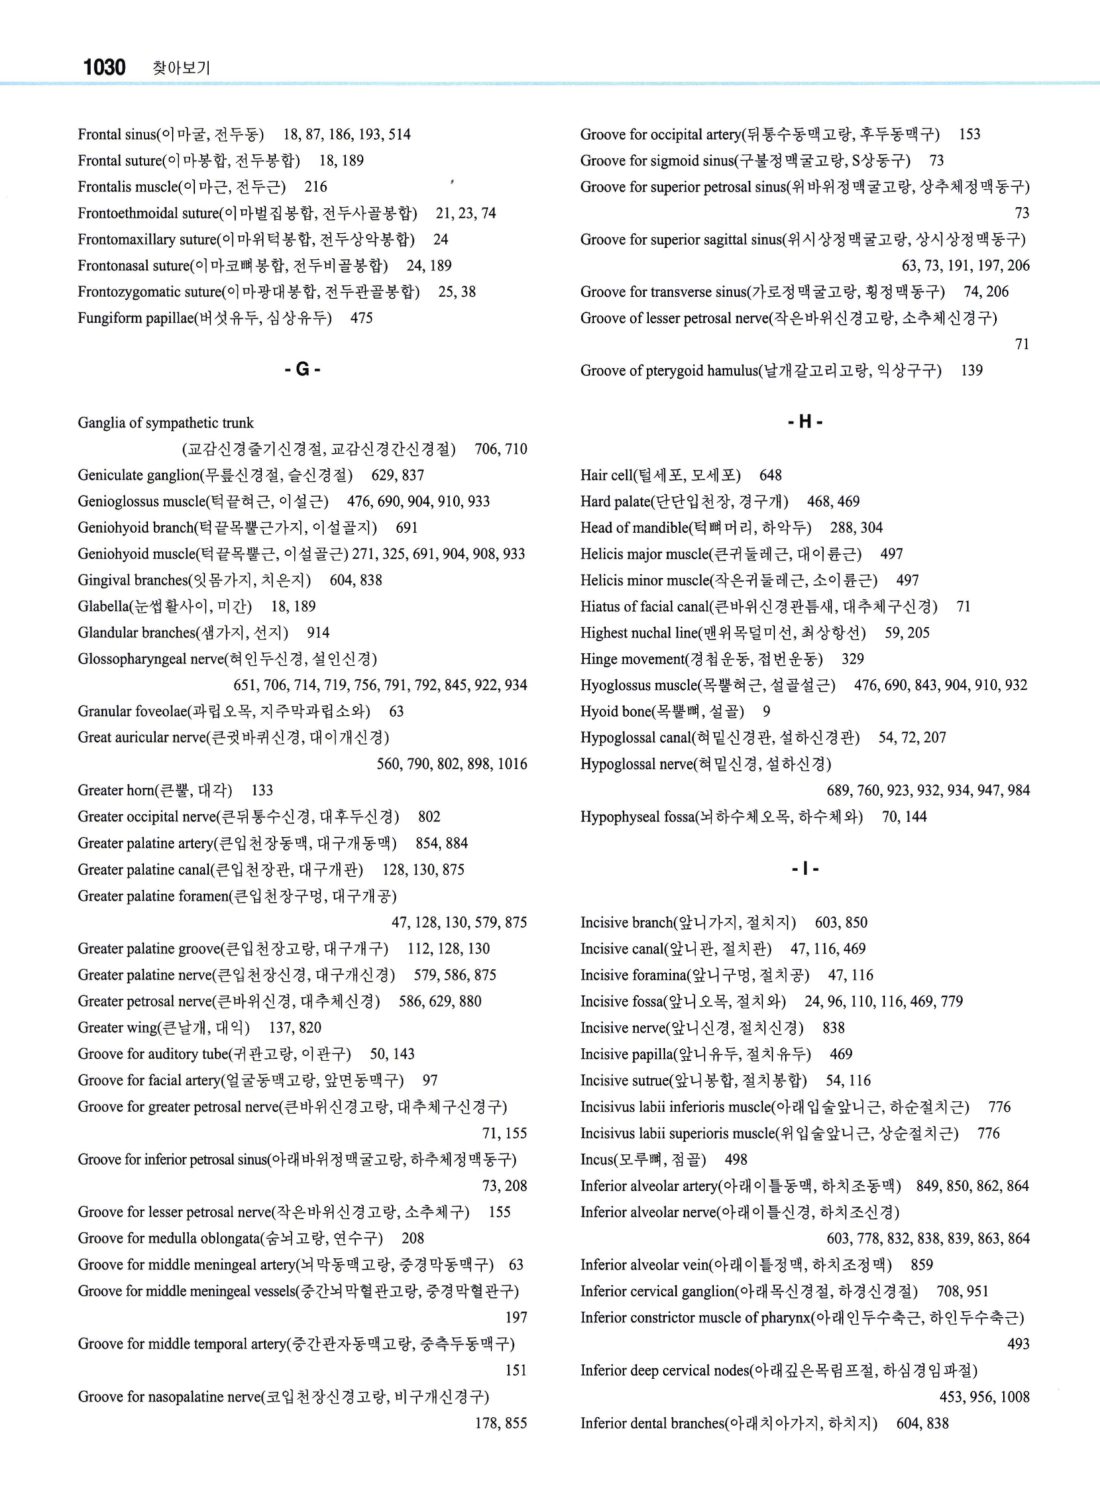 1030 찾아보기
Frontal sinus(이마굴, 전두동) 18, 87, 186, 193, 514
Frontal suture(이마봉합, 전두봉합) 18, 189
Frontalis muscle(이마근, 전두근) 216
Frontoethmoidal suture(이마벌집봉합, 전두사골봉합) 21, 23, 74
Frontomaxillary suture(이마위턱봉합, 전두상악봉합) 24
Frontonasal suture(이마코뼈봉합, 전두비골봉합) 24, 189
Frontozygomatic suture(이마광대봉합, 전두관골봉합) 25, 38
Fungiform papillae(버섯유두, 심상유두) 475
- G -
Ganglia of sympathetic trunk
(교감신경줄기신경절, 교감신경간신경절) 706, 710
Geniculate ganglion(무릎신경절, 슬신경절) 629, 837
Genioglossus muscle(턱끝혀근, 이설근) 476, 690, 904, 910, 933
Geniohyoid branch(턱끝목뿔근가지, 이설골지) 691
Geniohyoid muscle(턱끝목뿔근, 이설골근) 271, 325, 691, 904, 908, 933
Gingival branches(잇몸가지, 치은지) 604, 838
Glabella(눈썹활사이, 미간) 18, 189
Glandular branches(샘가지, 선지) 914
Glossopharyngeal nerve(혀인두신경, 설인신경)
651, 706, 714, 719, 756, 791, 792, 845, 922, 934
Granular foveolae(과립오목, 지주막과립소와) 63
Great auricular nerve(큰귓바퀴신경, 대이개신경)
560, 790, 802, 898, 1016
Greater horn(큰뿔, 대각) 133
Greater occipital nerve(큰뒤통수신경, 대후두신경) 802
Greater palatine artery(큰입천장동맥, 대구개동맥) 854, 884
Greater palatine canal(큰입천장관, 대구개관) 128, 130, 875
Greater palatine foramen(큰입천장구멍, 대구개공)
47, 128, 130, 579, 875
Greater palatine groove(큰입천장고랑, 대구개구) 112, 128, 130
Greater palatine nerve(큰입천장신경, 대구개신경) 579, 586, 875
Greater petrosal nerve(큰바위신경, 대추체신경) 586, 629, 880
Greater wing(큰날개, 대익) 137, 820
Groove for auditory tube(귀관고랑, 이관구) 50, 143
Groove for facial artery(얼굴동맥고랑, 앞면동맥구) 97
Groove for greater petrosal nerve(큰바위신경고랑, 대추체구신경구)
71, 155
Groove for inferior petrosal sinus(아래바위정맥굴고랑, 하추체정맥동구)
73, 208
Groove for lesser petrosal nerve(작은바위신경고랑, 소추체구) 155
Groove for medulla oblongata(숨뇌고랑, 연수구) 208
Groove for middle meningeal artery(뇌막동맥고랑, 중경막동맥구) 63
Groove for middle meningeal vessels(중간뇌막혈관고랑, 중경막혈관구)
197
Groove for middle temporal artery(중간관자동맥고랑, 중측두동맥구)
151
Groove for nasopalatine nerve(코입천장신경고랑, 비구개신경구)
178, 855
Groove for occipital artery(뒤통수동맥고랑, 후두동맥구) 153
Groove for sigmoid sinus(구불정맥굴고랑, S상동구) 73
Groove for superior petrosal sinus(위바위정맥굴고랑, 상추체정맥동구)
73
Groove for superior sagittal sinus(위시상정맥굴고랑, 상시상정맥동구)
63, 73, 191, 197, 206
Groove for transverse sinus(가로정맥굴고랑, 횡정맥동구) 74, 206
Groove of lesser petrosal nerve(작은바위신경고랑, 소추체신경구)
71
Groove of pterygoid hamulus(날개갈고리고랑, 익상구구) 139
- H -
Hair cell(털세포, 모세포) 648
Hard palate(단단입천장, 경구개) 468, 469
Head of mandible(턱뼈머리, 하악두) 288, 304
Helicis major muscle(큰귀둘레근, 대이륜근) 497
Helicis minor muscle(작은귀둘레근, 소이륜근) 497
Hiatus of facial canal(큰바위신경관틈새, 대추체구신경) 71
Highest nuchal line(맨위목덜미선, 최상항선) 59, 205
Hinge movement(경첩운동, 접번운동) 329
Hyoglossus muscle(목뿔혀근, 설골설근) 476, 690, 843, 904, 910, 932
Hyoid bone(목뿔뼈, 설골) 9
Hypoglossal canal(혀밑신경관, 설하신경관) 54, 72, 207
Hypoglossal nerve(혀밑신경, 설하신경)
689, 760, 923, 932, 934, 947, 984
Hypophyseal fossa(뇌하수체오목, 하수체와) 70, 144
- I -
Incisive branch(앞니가지, 절치지) 603, 850
Incisive canal(앞니관, 절치관) 47, 116, 469
Incisive foramina(앞니구멍, 절치공) 47, 116
Incisive fossa(앞니오목, 절치와) 24, 96, 110, 116, 469, 779
Incisive nerve(앞니신경, 절치신경) 838
Incisive papilla(앞니유두, 절치유두) 469
Incisive sutrue(앞니봉합, 절치봉합) 54, 116
Incisivus labii inferioris muscle(아래입술앞니근, 하순절치근) 776
Incisivus labii superioris muscle(위입술앞니근, 상순절치근) 776
Incus(모루뼈, 점골) 498
Inferior alveolar artery(아래이틀동맥, 하치조동맥) 849, 850, 862, 864
Inferior alveolar nerve(아래이틀신경, 하치조신경)
603, 778, 832, 838, 839, 863, 864
Inferior alveolar vein(아래이틀정맥, 하치조정맥) 859
Inferior cervical ganglion(아래목신경절, 하경신경절) 708, 951
Inferior constrictor muscle of pharynx(아래인두수축근, 하인두수축근)
493
Inferior deep cervical nodes(아래깊은목림프절, 하심경임파절)
453, 956, 1008
Inferior dental branches(아래치아가지, 하치지) 604, 838